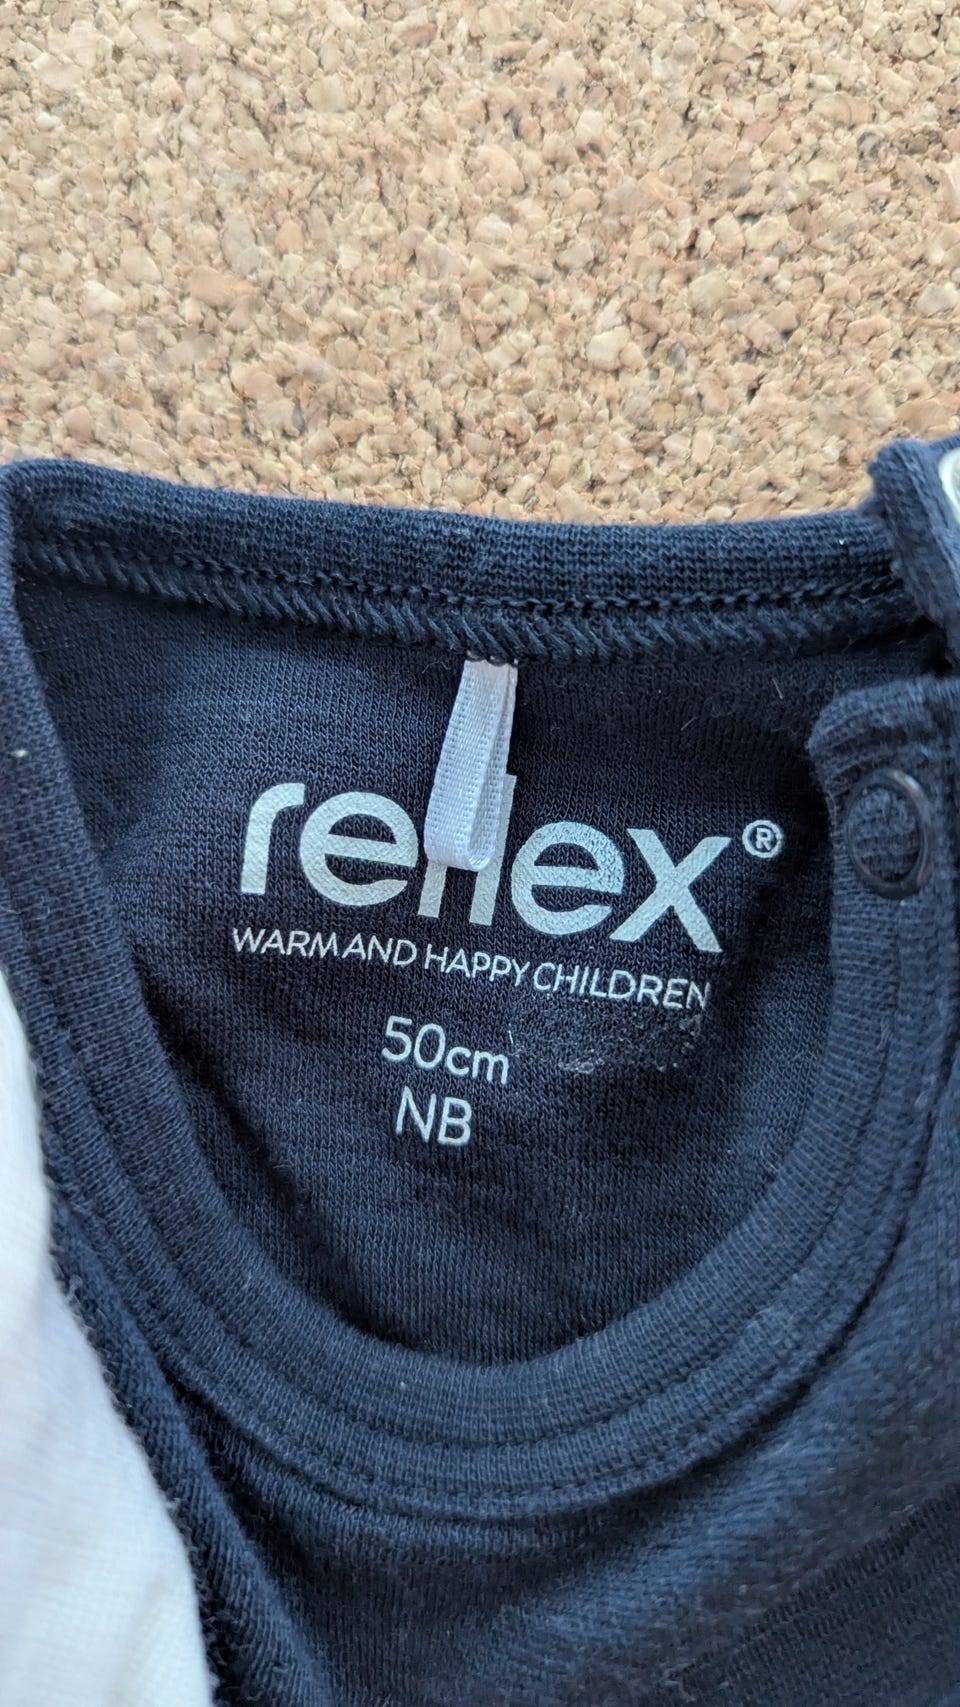 reflex®
WARM AND HAPPY CHILDREN
50cm
NB